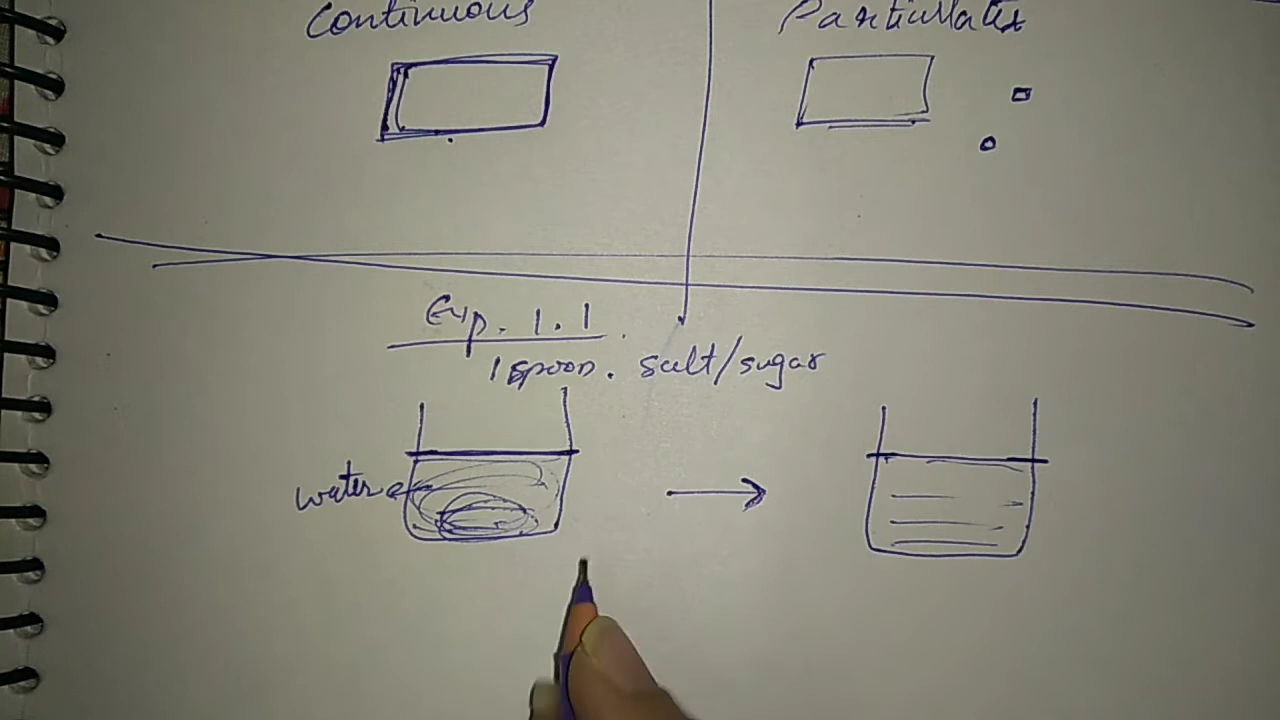 Continuous
Particulates
Exp. 1.1
1 spoon. salt/sugar
water